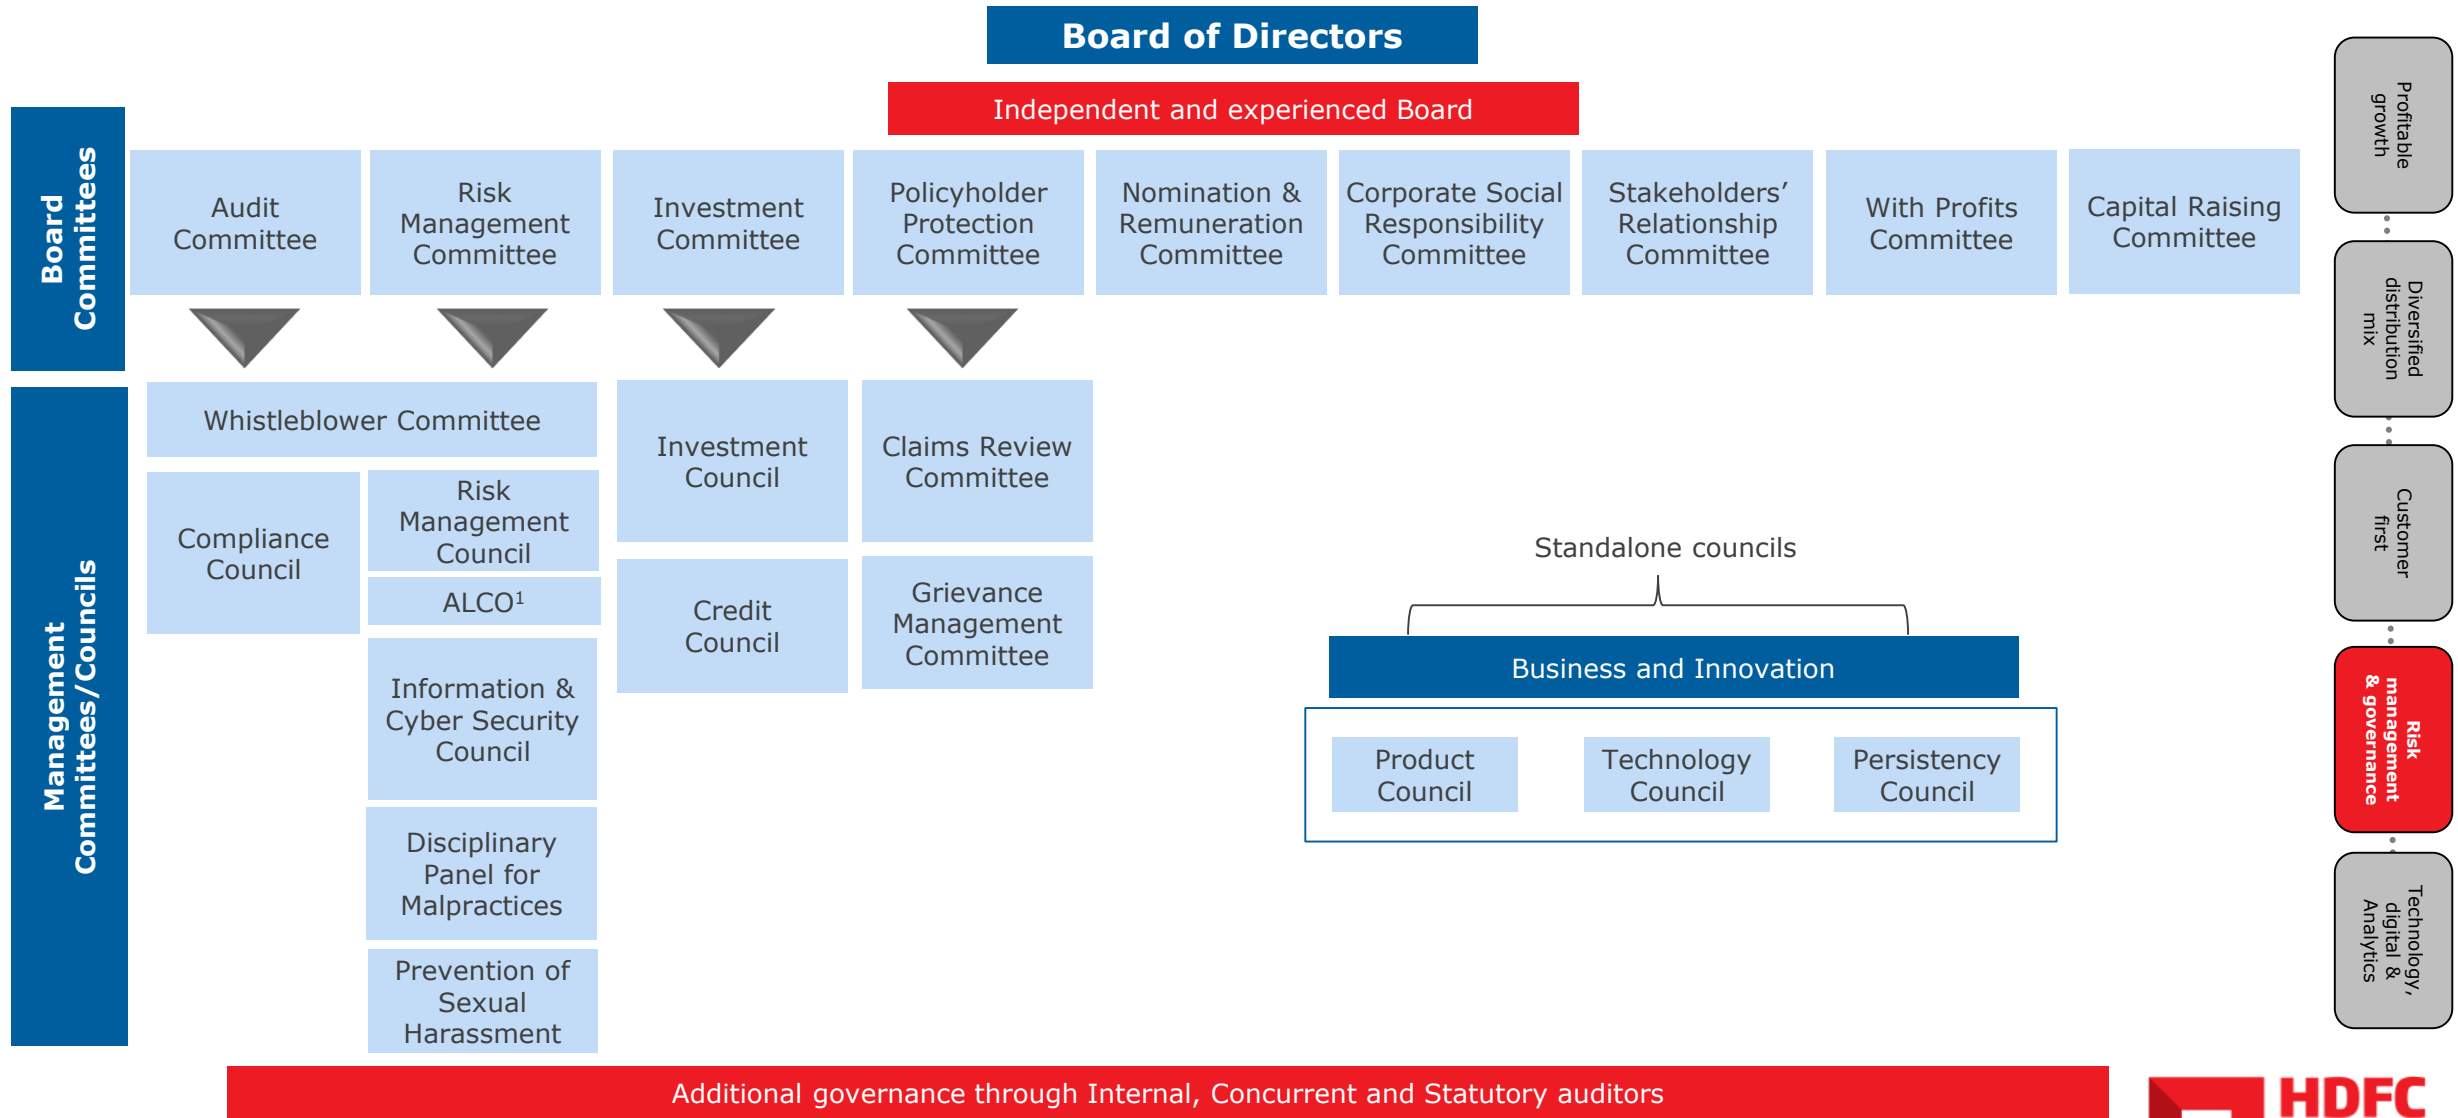 Board of Directors
Independent and experienced Board
Board
Committees
Audit
Committee
Risk
Management
Committee
Investment
Committee
Policyholder
Protection
Committee
Nomination &
Remuneration
Committee
Corporate Social
Responsibility
Committee
Stakeholders’
Relationship
Committee
With Profits
Committee
Capital Raising
Committee
Management
Committees/Councils
Whistleblower Committee
Compliance
Council
Risk
Management
Council
ALCO¹
Information &
Cyber Security
Council
Disciplinary
Panel for
Malpractices
Prevention of
Sexual
Harassment
Investment
Council
Credit
Council
Claims Review
Committee
Grievance
Management
Committee
Standalone councils
Business and Innovation
Product
Council
Technology
Council
Persistency
Council
Profitable
growth
Diversified
distribution
mix
Customer
first
Risk
management
& governance
Technology,
digital &
Analytics
Additional governance through Internal, Concurrent and Statutory auditors
HDFC